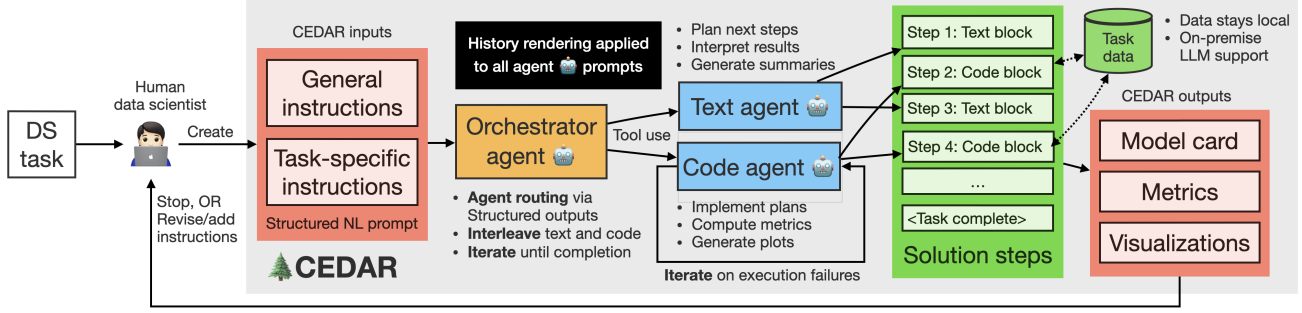 DS
task
Human
data scientist
Create
Stop, OR
Revise/add
instructions
CEDAR inputs
General
instructions
Task-specific
instructions
Structured NL prompt
CEDAR
History rendering applied
to all agent prompts
Orchestrator
agent
• Agent routing via
Structured outputs
• Interleave text and code
• Iterate until completion
Tool use
• Plan next steps
• Interpret results
• Generate summaries
Text agent
Code agent
• Implement plans
• Compute metrics
• Generate plots
Iterate on execution failures
Step 1: Text block
Step 2: Code block
Step 3: Text block
Step 4: Code block
...
<Task complete>
Solution steps
Task
data
• Data stays local
• On-premise
LLM support
CEDAR outputs
Model card
Metrics
Visualizations